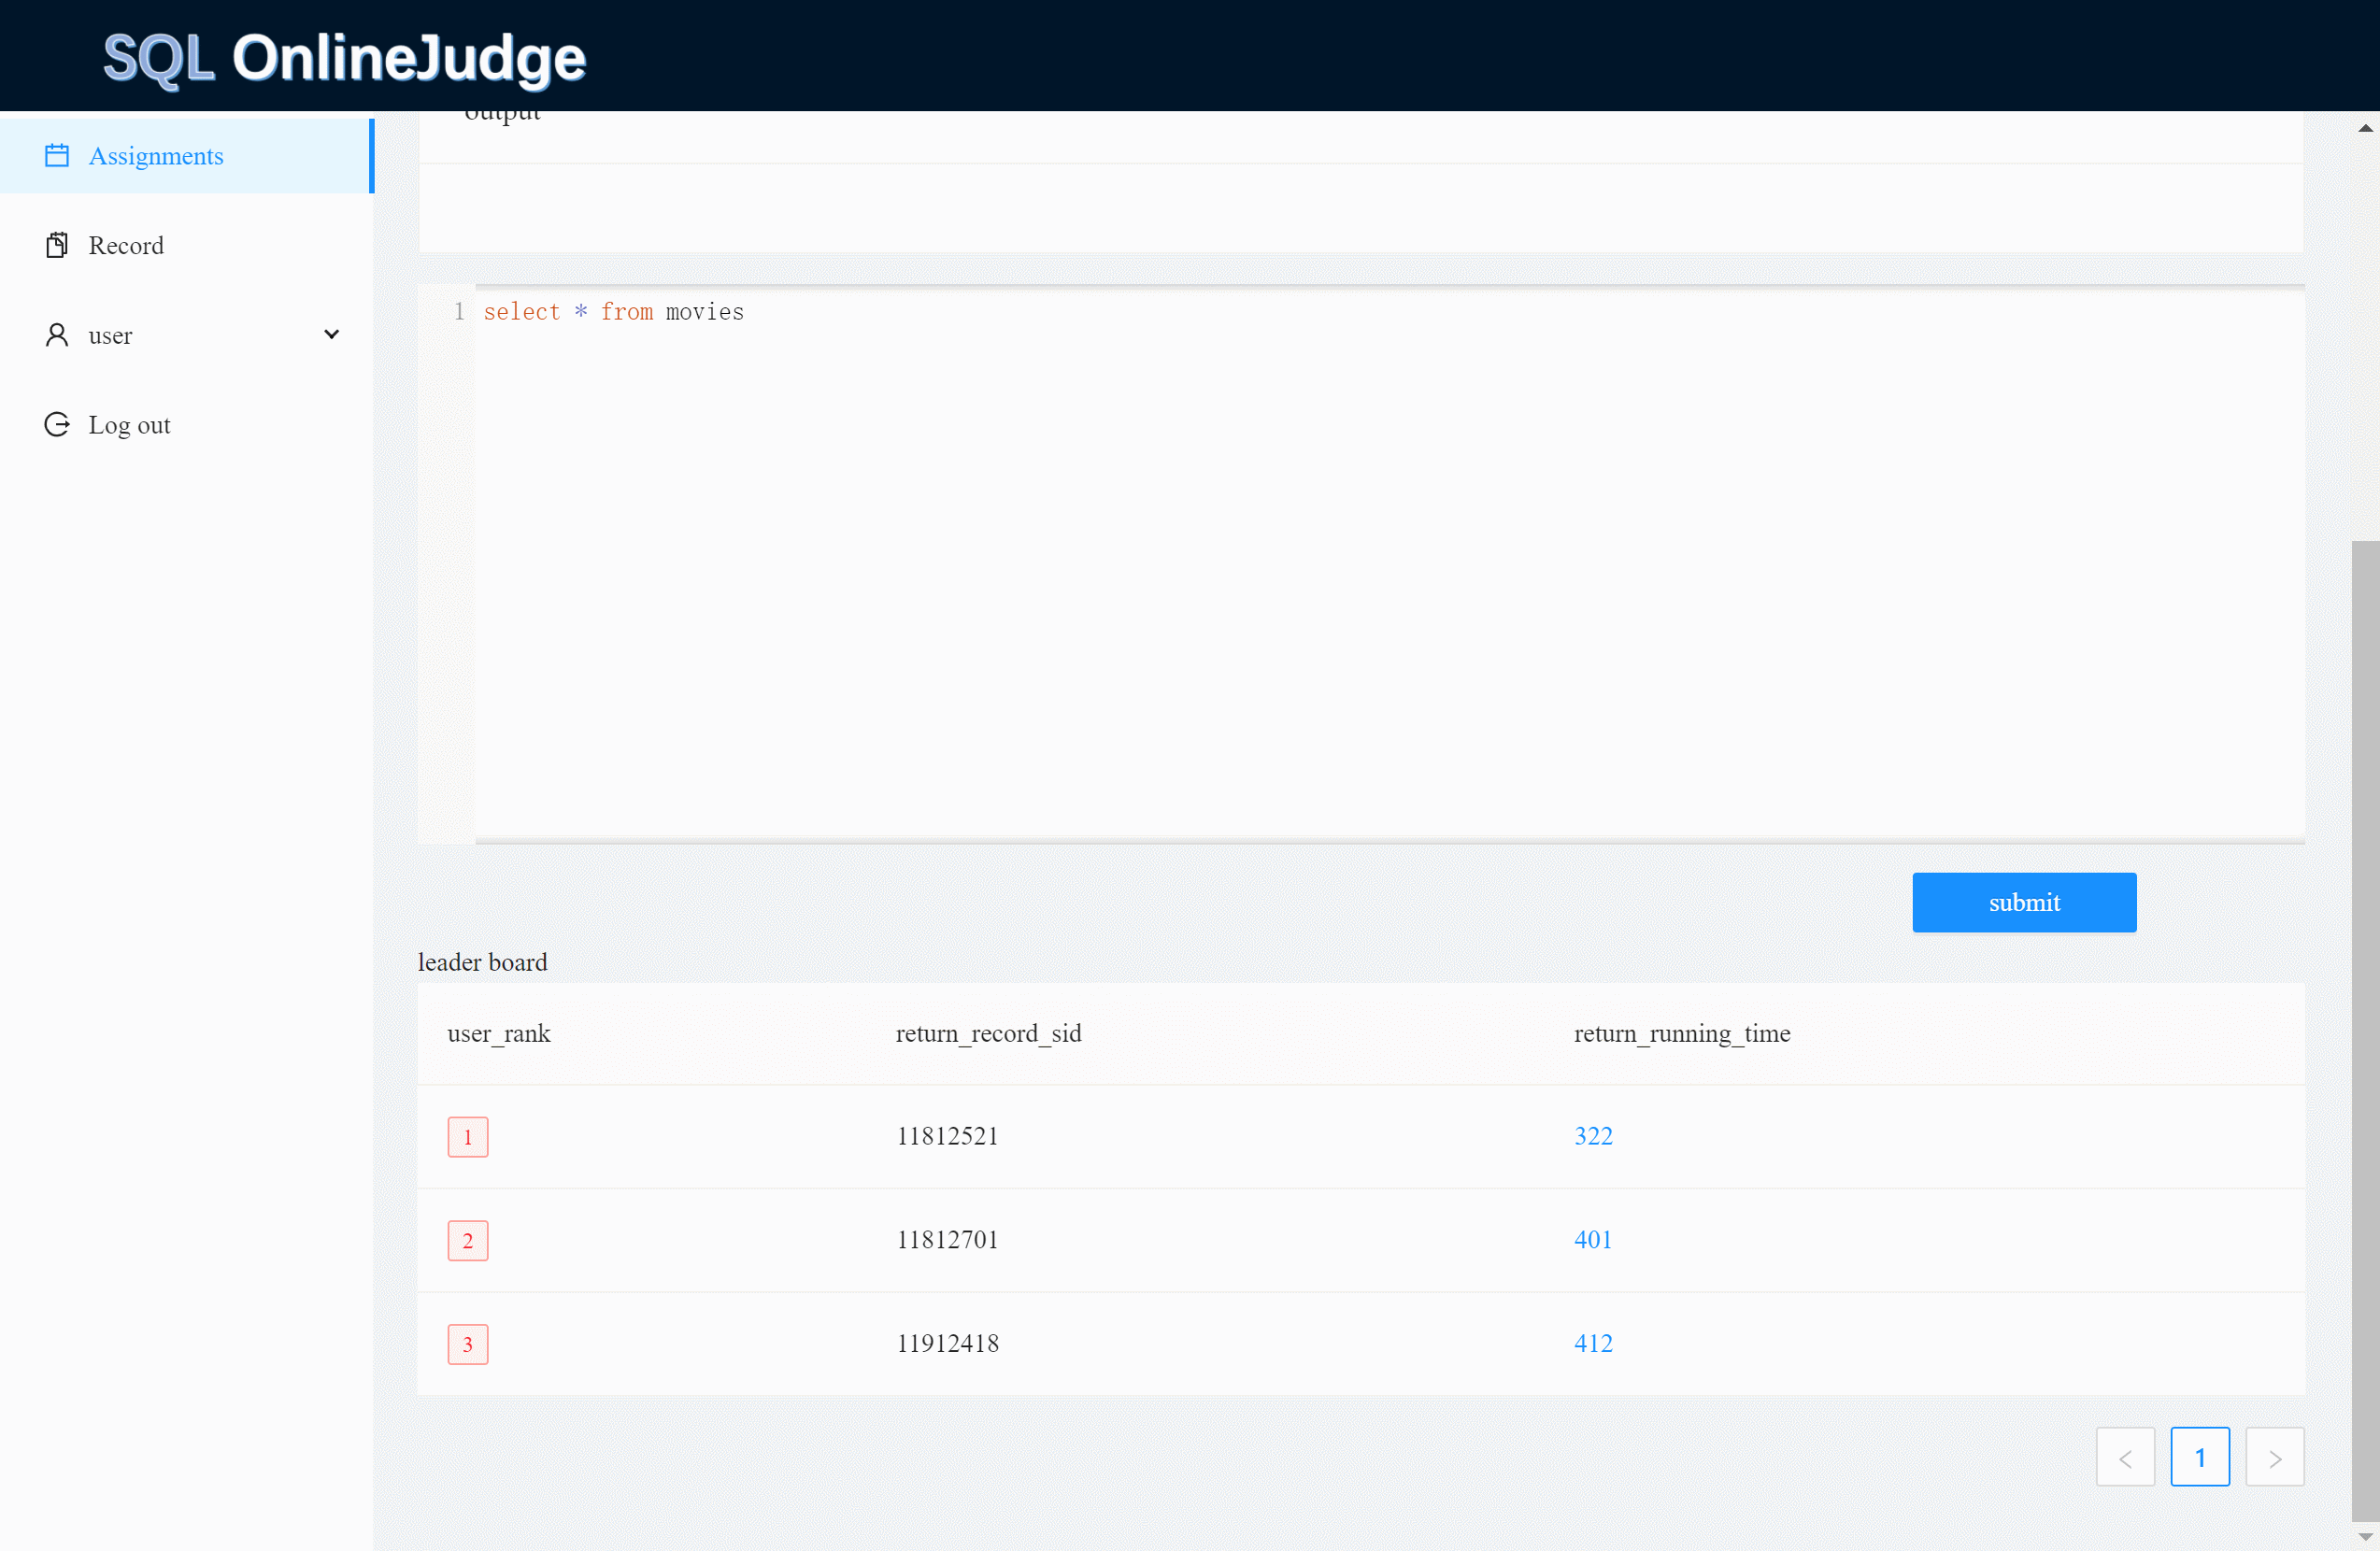 SQL OnlineJudge
Assignments
Record
user
Log out
output
1 select * from movies
submit
leader board
user_rank return_record_sid return_running_time
1 11812521 322
2 11812701 401
3 11912418 412
< 1 >